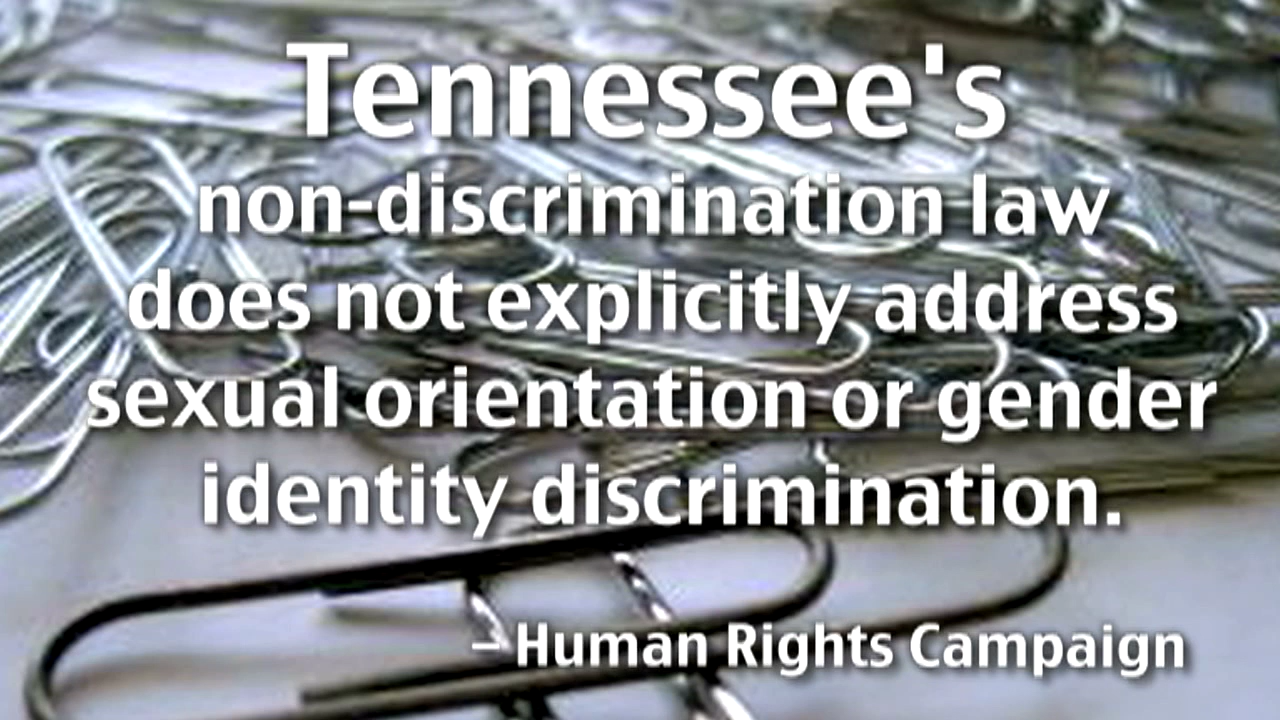 Tennessee's
non-discrimination law
does not explicitly address
sexual orientation or gender
identity discrimination.
– Human Rights Campaign